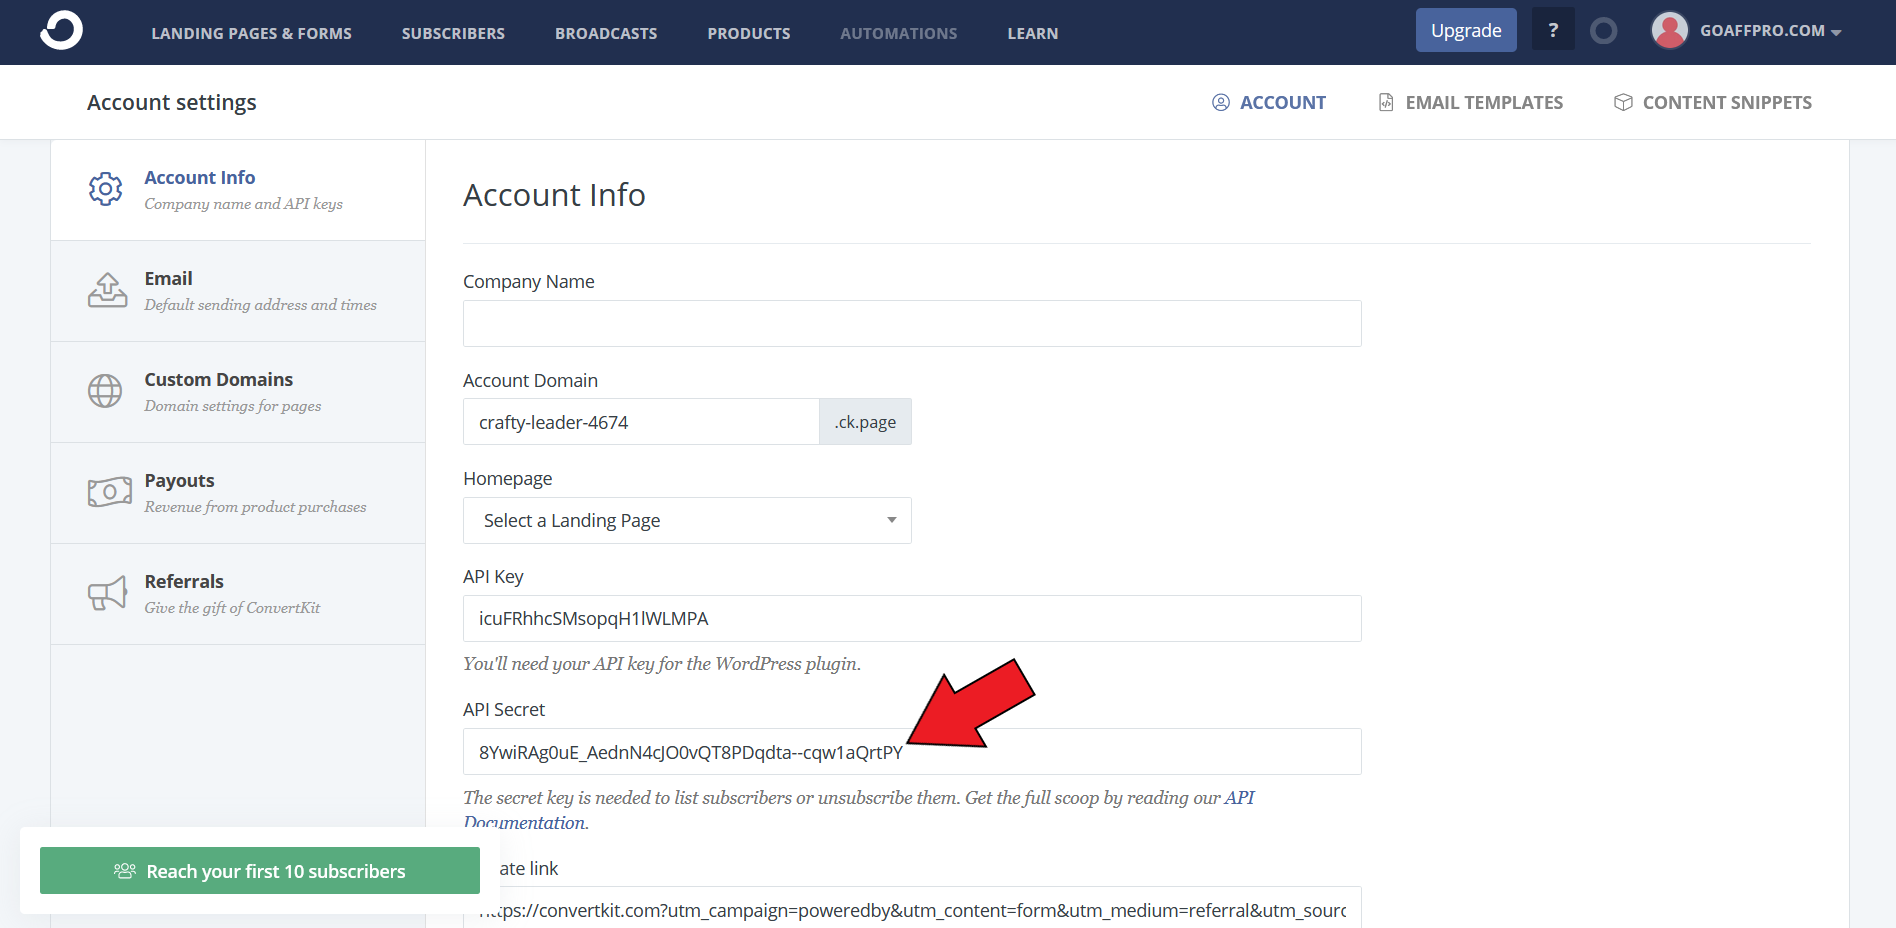 LANDING PAGES & FORMS SUBSCRIBERS BROADCASTS PRODUCTS AUTOMATIONS LEARN Upgrade ? GOAFFPRO.COM
Account settings ACCOUNT EMAIL TEMPLATES CONTENT SNIPPETS
Account Info
Company name and API keys
Email
Default sending address and times
Custom Domains
Domain settings for pages
Payouts
Revenue from product purchases
Referrals
Give the gift of ConvertKit
Account Info
Company Name
Account Domain
crafty-leader-4674 .ck.page
Homepage
Select a Landing Page
API Key
icuFRhhcSMsopqH1lWLMPA
You'll need your API key for the WordPress plugin.
API Secret
8YwiRAg0uE_AednN4cJO0vQT8PDqdta--cqw1aQrtPY
The secret key is needed to list subscribers or unsubscribe them. Get the full scoop by reading our API
Documentation.
Reach your first 10 subscribers
ate link
ttps://convertkit.com?utm_campaign=poweredby&utm_content=form&utm_medium=referral&utm_sourc